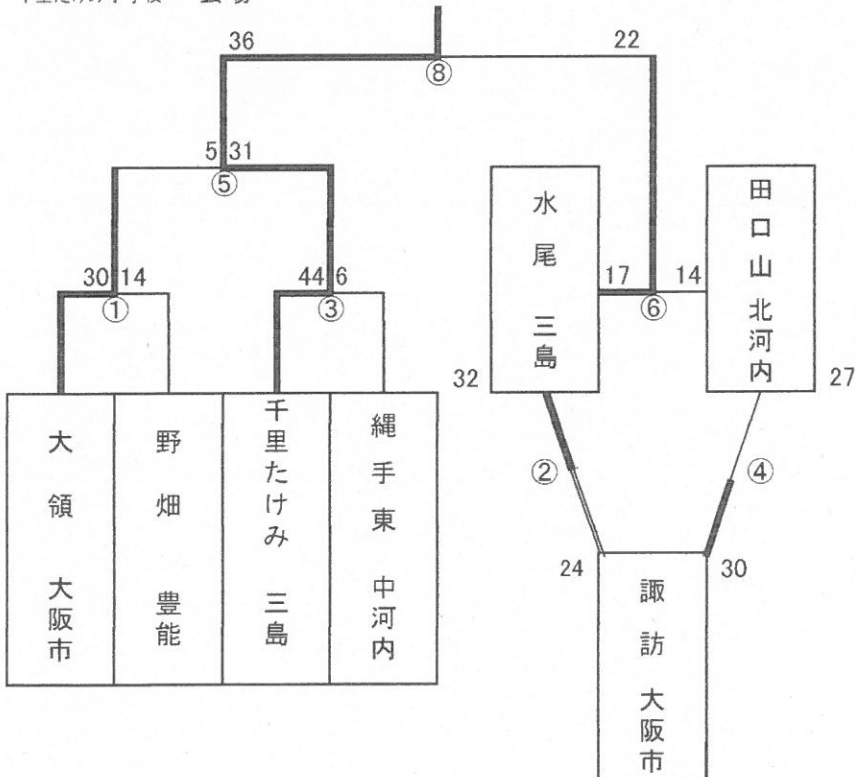 36
22
⑧
5 31
⑤
水尾 三島
田口山 北河内
17
14
⑥
30 14
①
44 6
③
32
27
大領 大阪市
野畑 豊能
千里たけみ 三島
縄手東 中河内
②
④
24
30
諏訪 大阪市